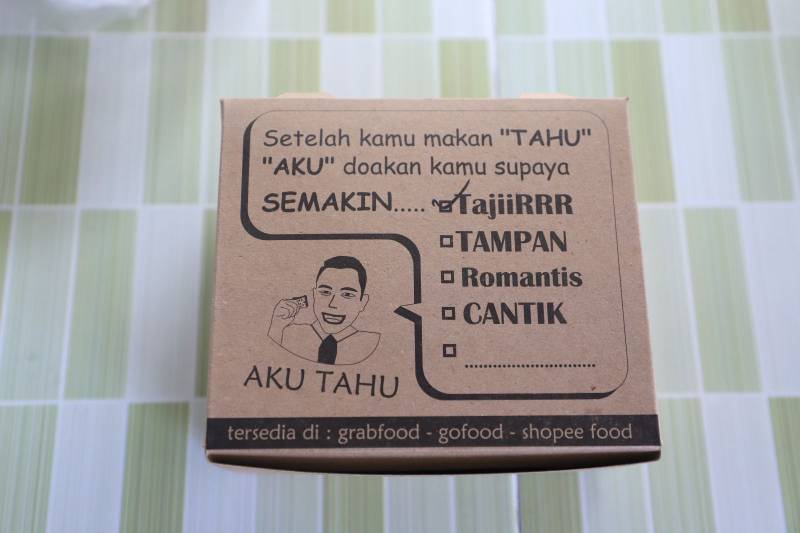 Setelah kamu makan "TAHU"
"AKU" doakan kamu supaya
SEMAKIN..... TajiiRRR
TAMPAN
Romantis
CANTIK
............................
AKU TAHU
tersedia di : grabfood - gofood - shopee food